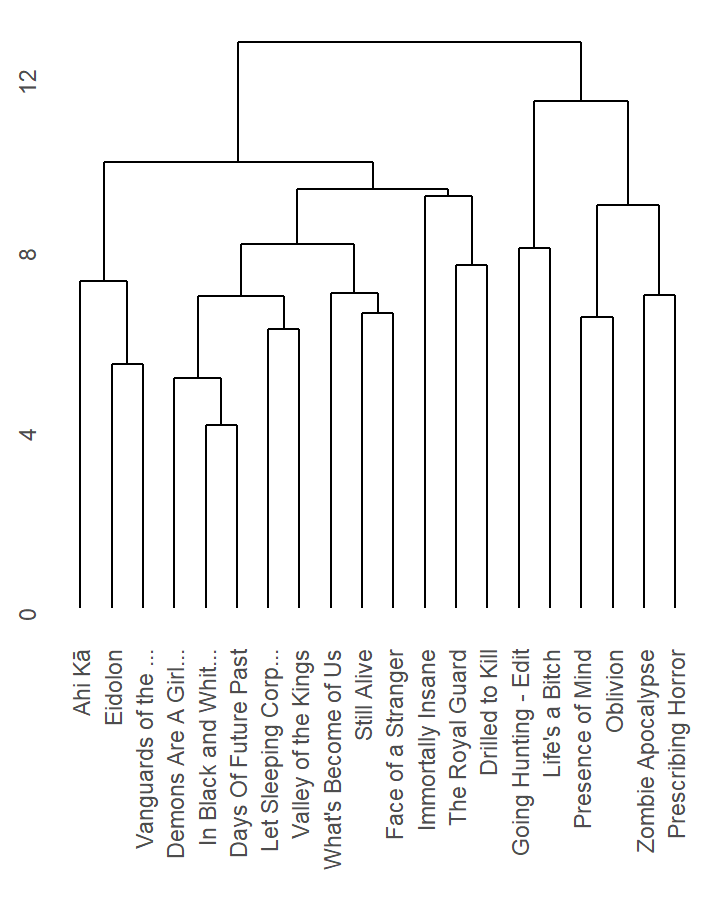 12
8
4
0
Ahi Kā
Eidolon
Vanguards of the ...
Demons Are A Girl...
In Black and Whit...
Days Of Future Past
Let Sleeping Corp...
Valley of the Kings
What's Become of Us
Still Alive
Face of a Stranger
Immortally Insane
The Royal Guard
Drilled to Kill
Going Hunting - Edit
Life's a Bitch
Presence of Mind
Oblivion
Zombie Apocalypse
Prescribing Horror